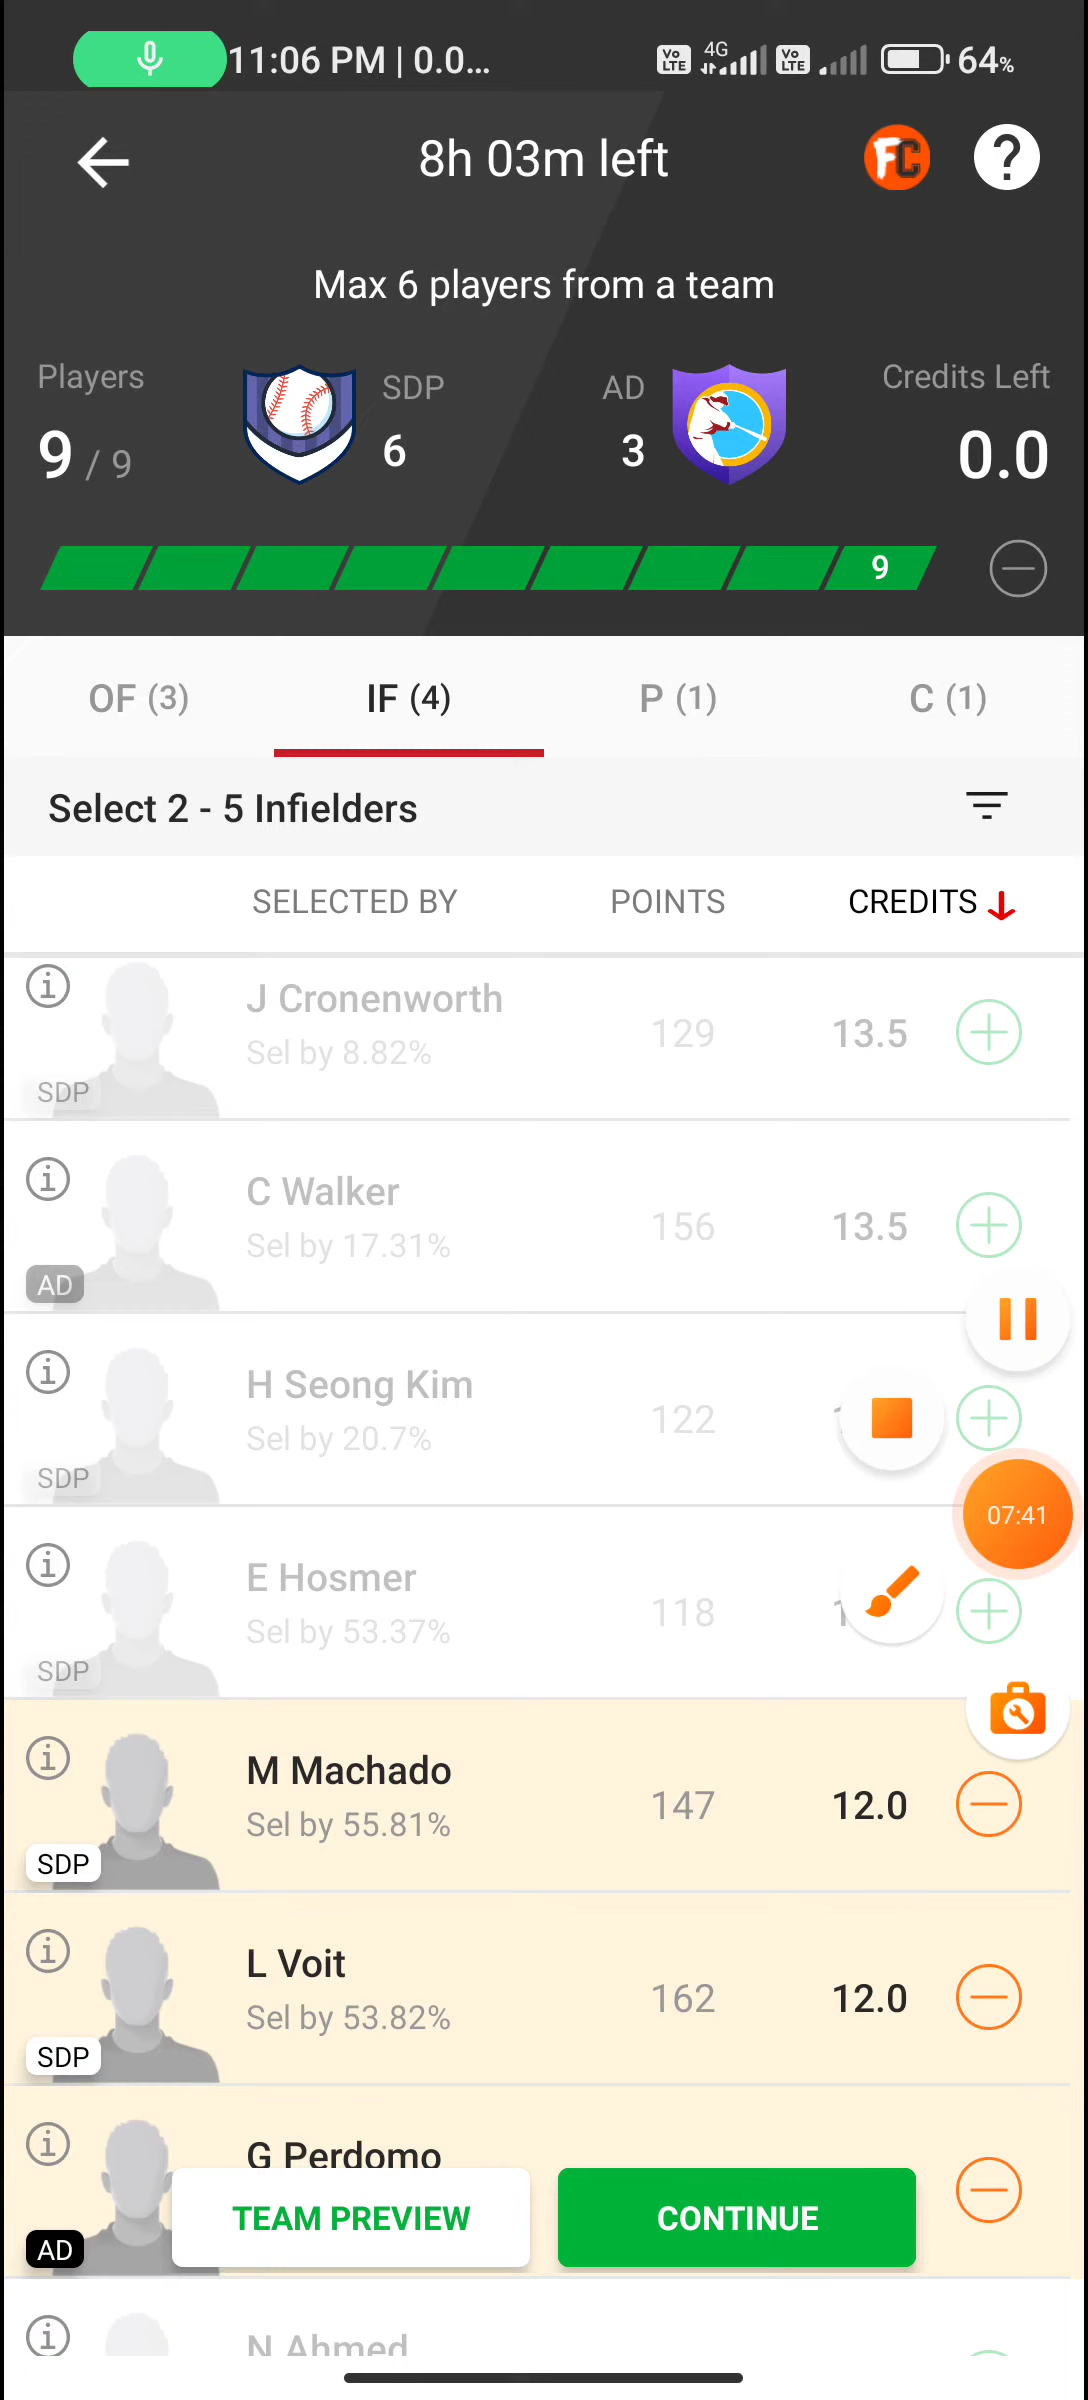 11:06 PM | 0.0...
Vo LTE 4G Vo LTE 64%
8h 03m left
FC ?
Max 6 players from a team
Players SDP AD Credits Left
9 / 9 6 3 0.0
9
OF (3) IF (4) P (1) C (1)
Select 2 - 5 Infielders
SELECTED BY POINTS CREDITS
J Cronenworth
Sel by 8.82% 129 13.5
SDP
C Walker
Sel by 17.31% 156 13.5
AD
H Seong Kim
Sel by 20.7% 122
SDP
07:41
E Hosmer
Sel by 53.37% 118
SDP
M Machado
Sel by 55.81% 147 12.0
SDP
L Voit
Sel by 53.82% 162 12.0
SDP
G Perdomo
TEAM PREVIEW CONTINUE
AD
N Ahmed